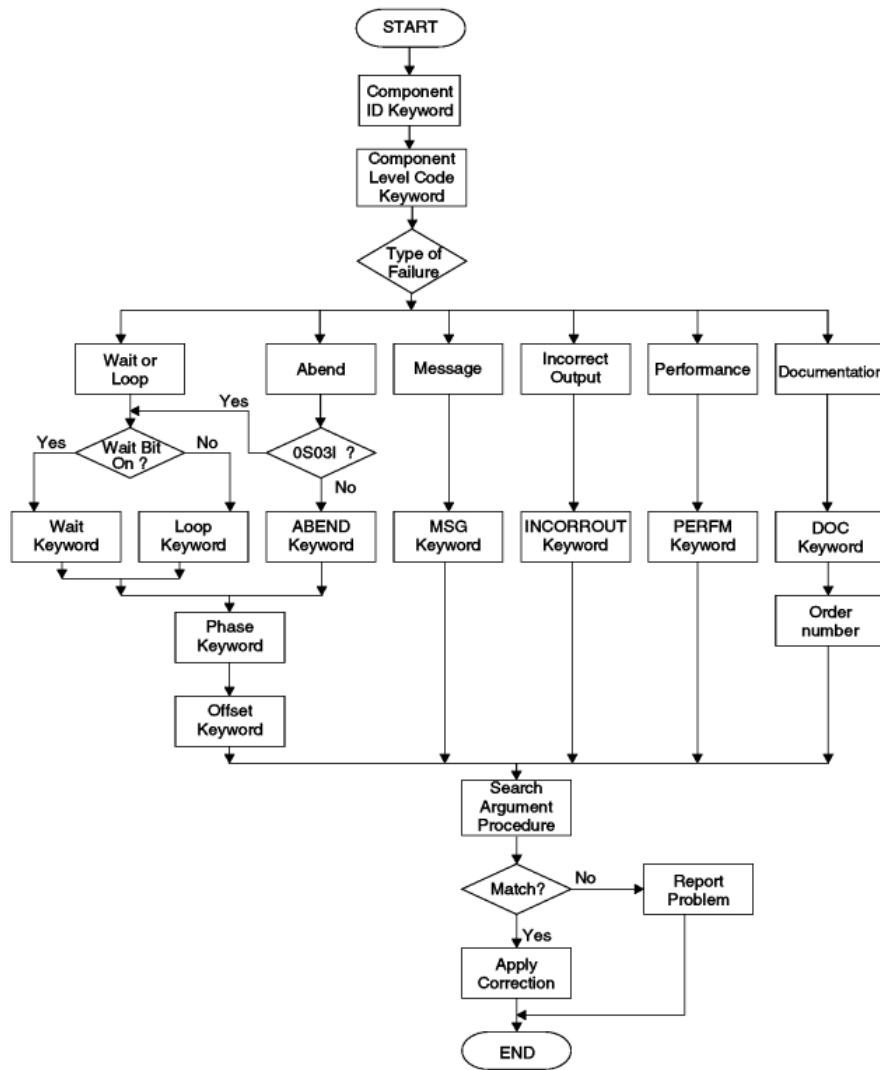 START
Component
ID Keyword
Component
Level Code
Keyword
Type of
Failure
Wait or
Loop
Abend
Message
Incorrect
Output
Performance
Documentation
Yes
Yes
Wait Bit
On ?
No
0S03I ?
No
Wait
Keyword
Loop
Keyword
ABEND
Keyword
MSG
Keyword
INCORROUT
Keyword
PERFM
Keyword
DOC
Keyword
Phase
Keyword
Order
number
Offset
Keyword
Search
Argument
Procedure
Match?
No
Report
Problem
Yes
Apply
Correction
END